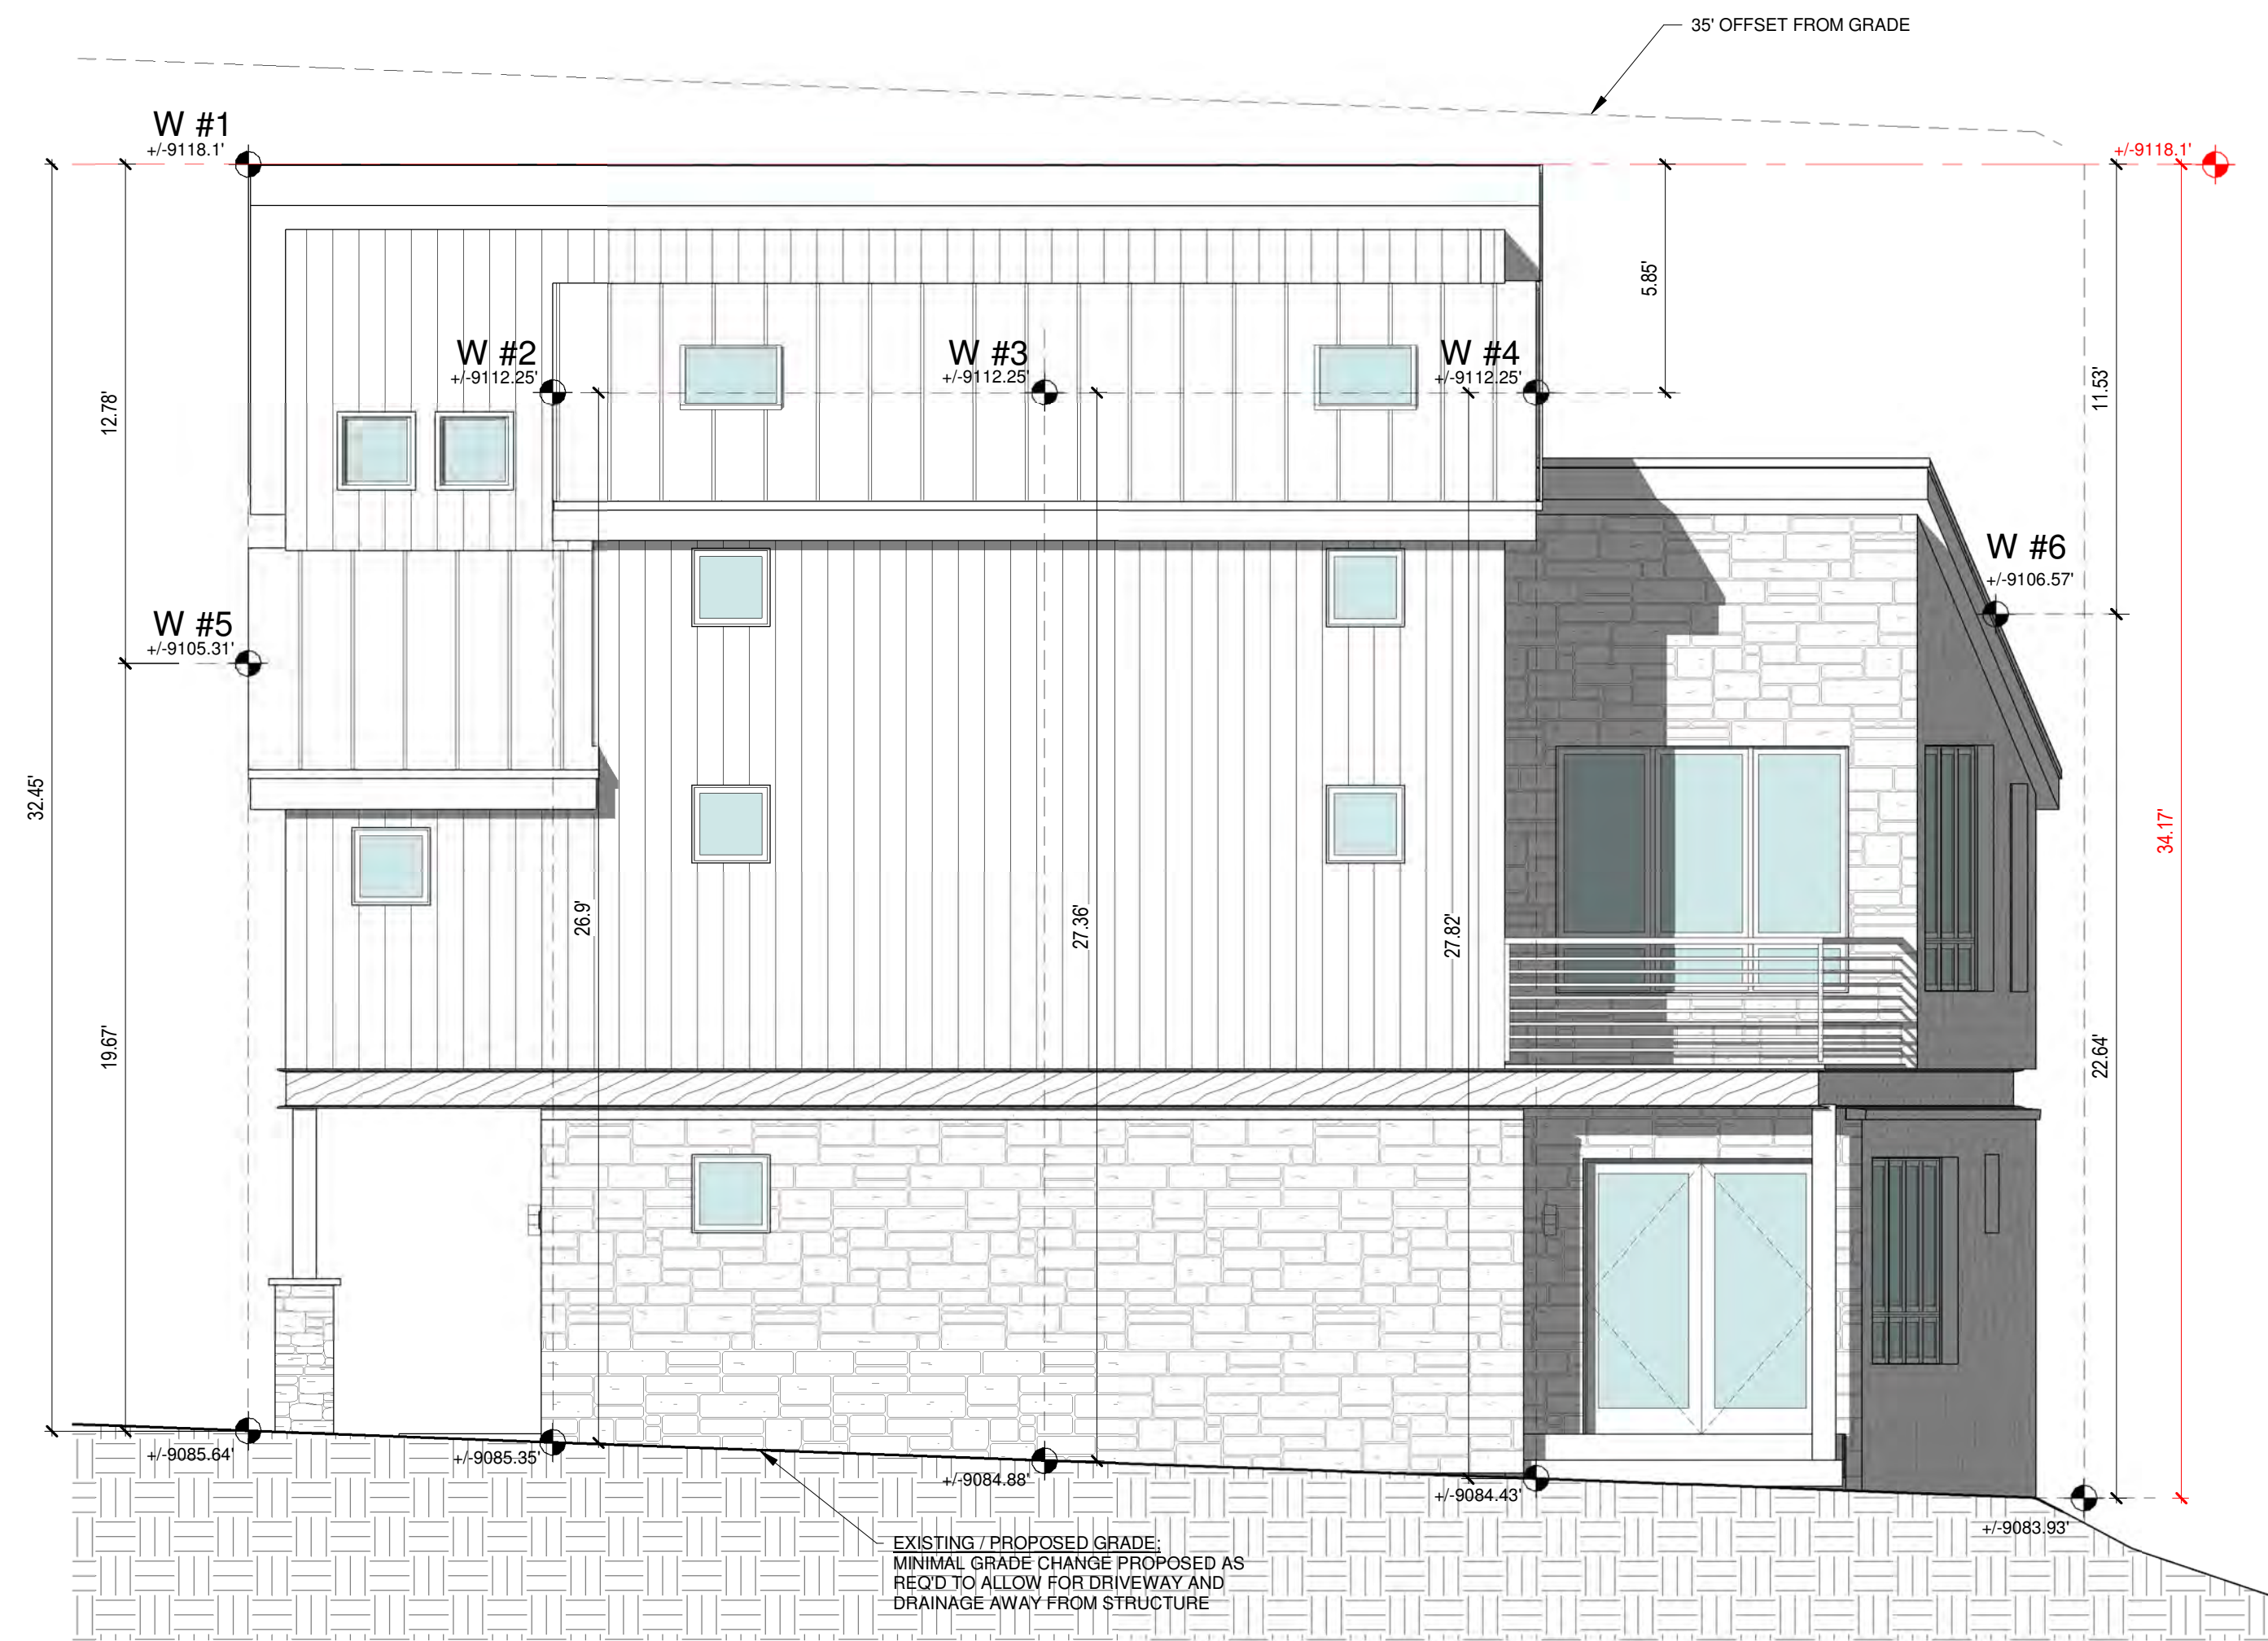 35' OFFSET FROM GRADE
W #1
+/-9118.1'
+/-9118.1'
5.85'
W #2
+/-9112.25'
W #3
+/-9112.25'
W #4
+/-9112.25'
12.78'
11.53'
W #6
+/-9106.57'
W #5
+/-9105.31'
32.45'
34.17'
26.9'
27.36'
27.82'
19.67'
22.64'
+/-9085.64'
+/-9085.35'
+/-9084.88'
+/-9084.43'
+/-9083.93'
EXISTING / PROPOSED GRADE;
MINIMAL GRADE CHANGE PROPOSED AS
REQ'D TO ALLOW FOR DRIVEWAY AND
DRAINAGE AWAY FROM STRUCTURE